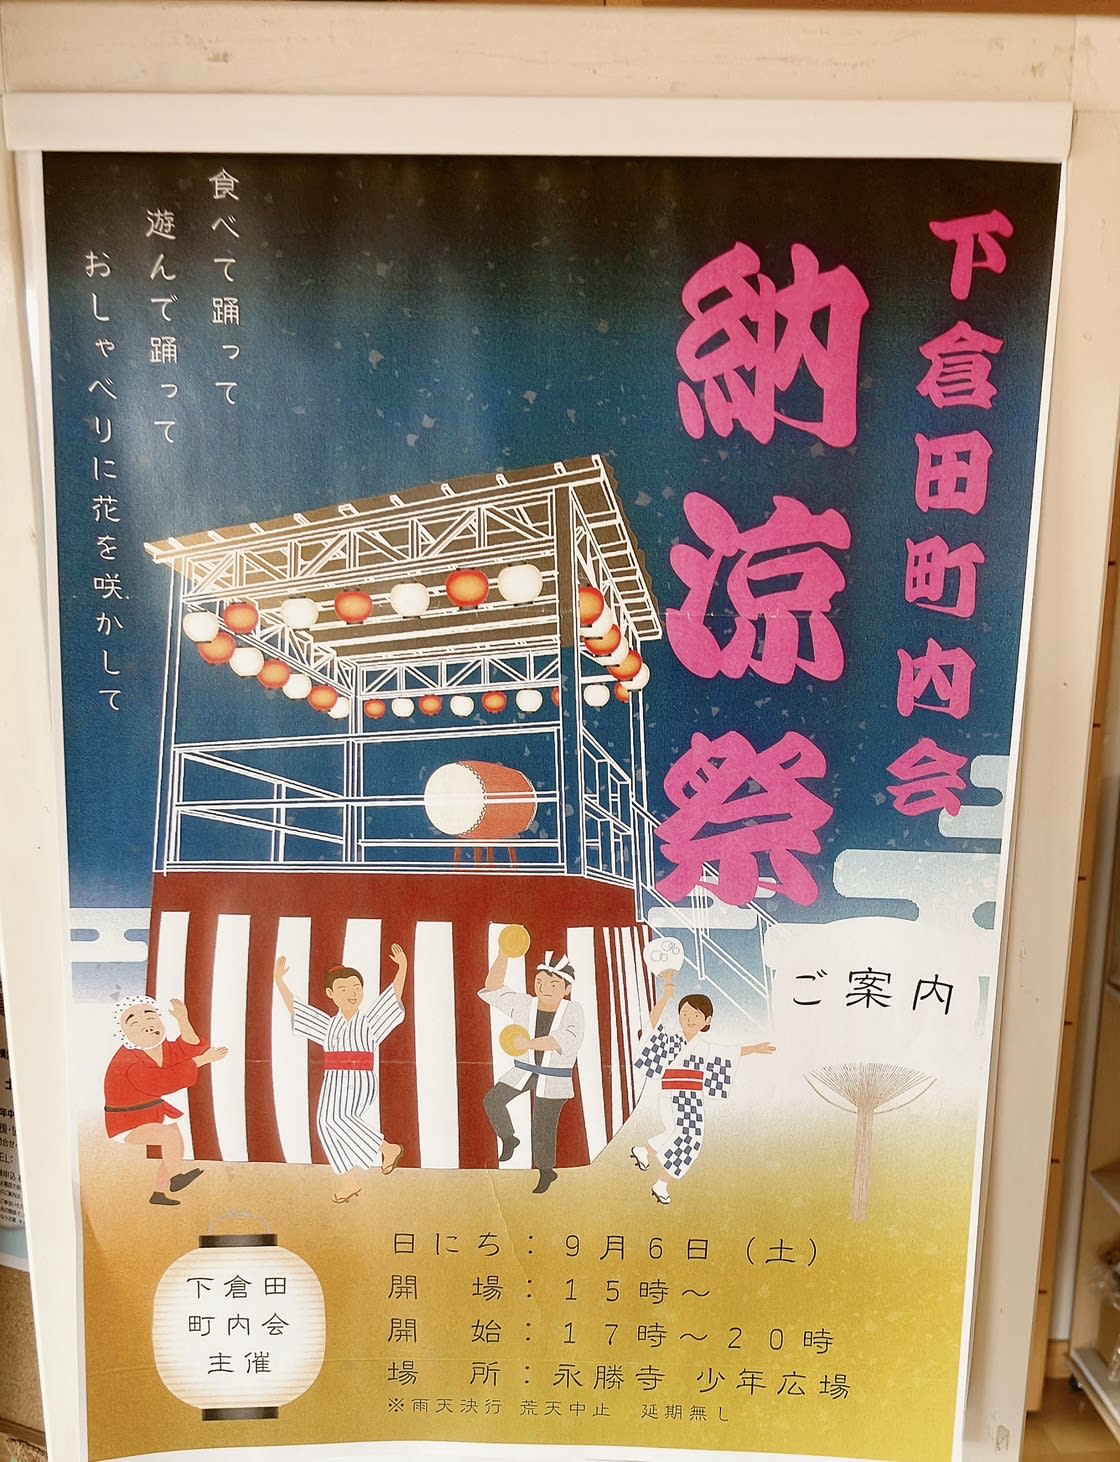 下倉田町内会
納涼祭
ご案内
食べて踊って
遊んで踊って
おしゃべりに花を咲かして
下倉田
町内会
主催
日にち：9月6日（土）
開　場：15時～
開　始：17時～20時
場　所：永勝寺 少年広場
※雨天決行 荒天中止 延期無し